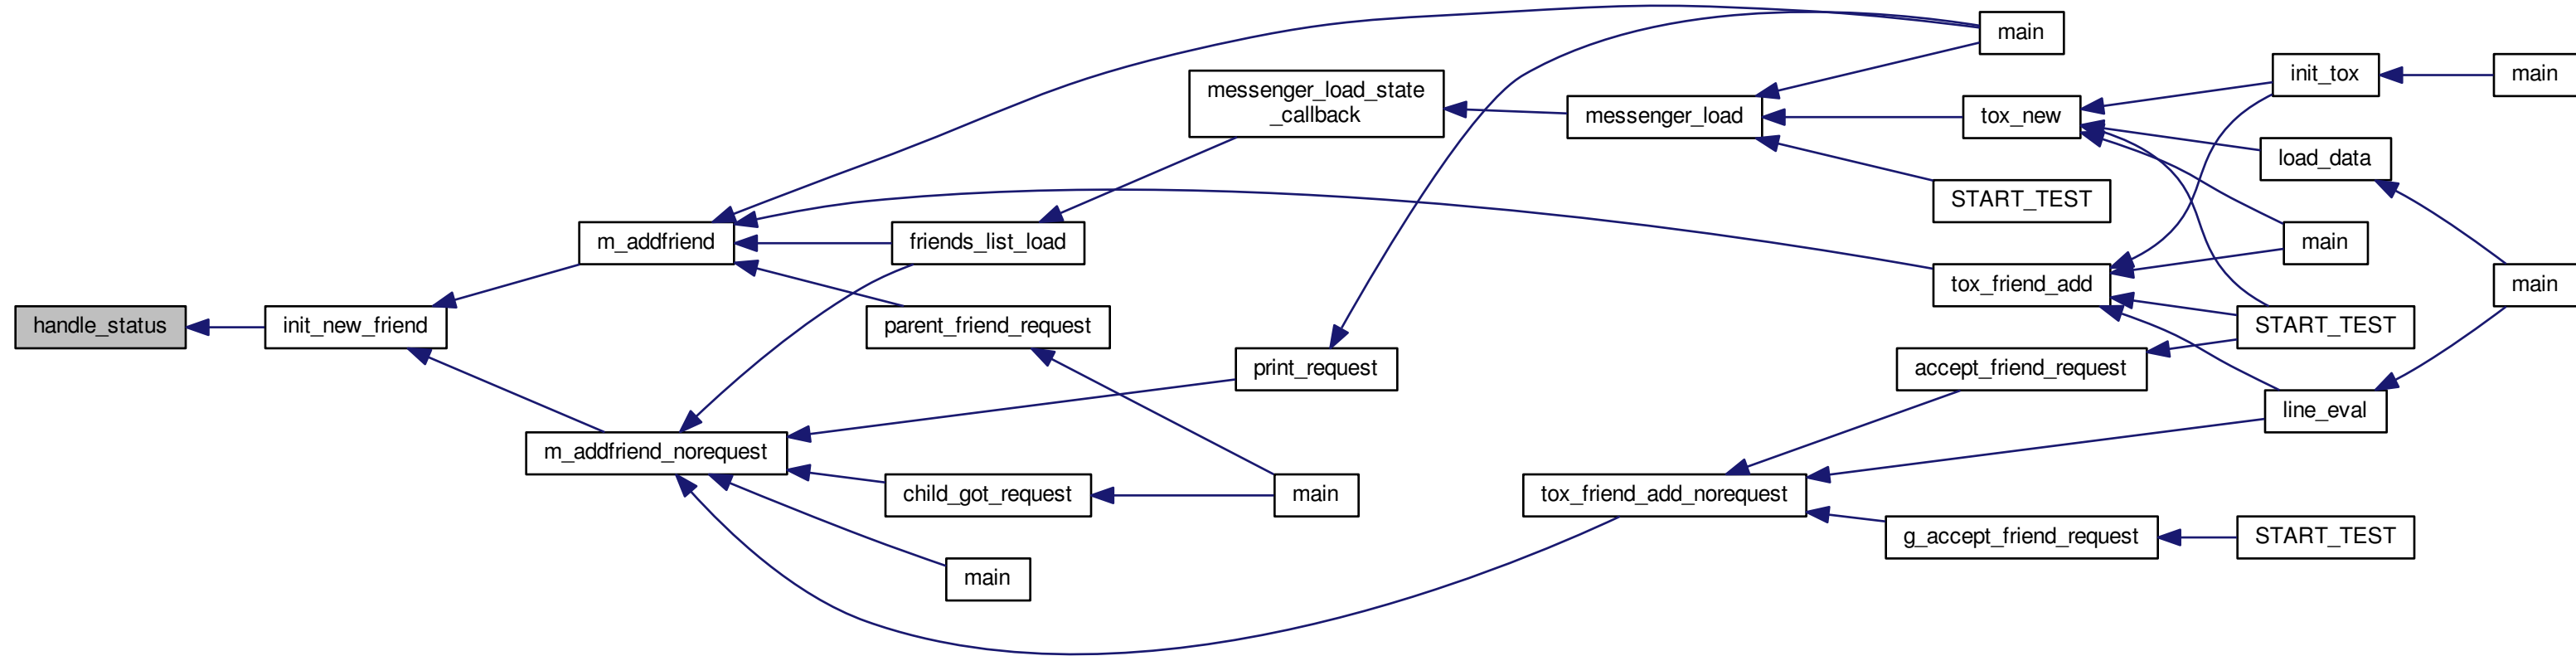 handle_status
init_new_friend
m_addfriend
m_addfriend_norequest
friends_list_load
parent_friend_request
child_got_request
main
messenger_load_state
_callback
print_request
main
messenger_load
tox_friend_add_norequest
main
tox_new
START_TEST
tox_friend_add
accept_friend_request
g_accept_friend_request
init_tox
load_data
main
START_TEST
line_eval
START_TEST
main
main